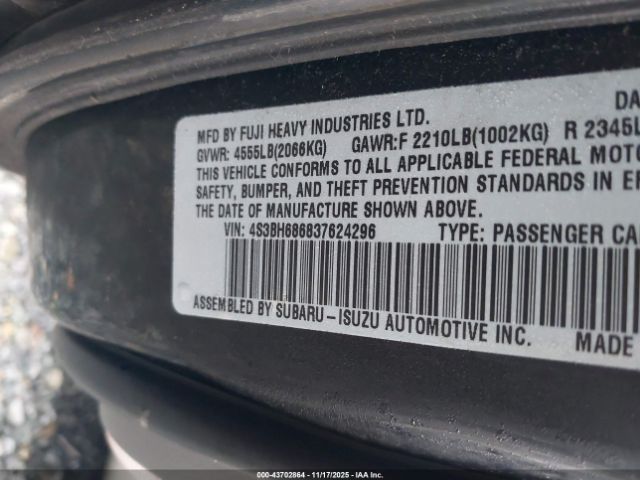 DA
MFD BY FUJI HEAVY INDUSTRIES LTD.
GVWR: 4555LB(2066KG) GAWR:F 2210LB(1002KG) R 2345L
THIS VEHICLE CONFORMS TO ALL APPLICABLE FEDERAL MOTO
SAFETY, BUMPER, AND THEFT PREVENTION STANDARDS IN EF
THE DATE OF MANUFACTURE SHOWN ABOVE.
VIN: 4S3BH686837624296 TYPE: PASSENGER CA
ASSEMBLED BY SUBARU-ISUZU AUTOMOTIVE INC. MADE
000-43702864 | 11/17/2025 - IAA Inc.